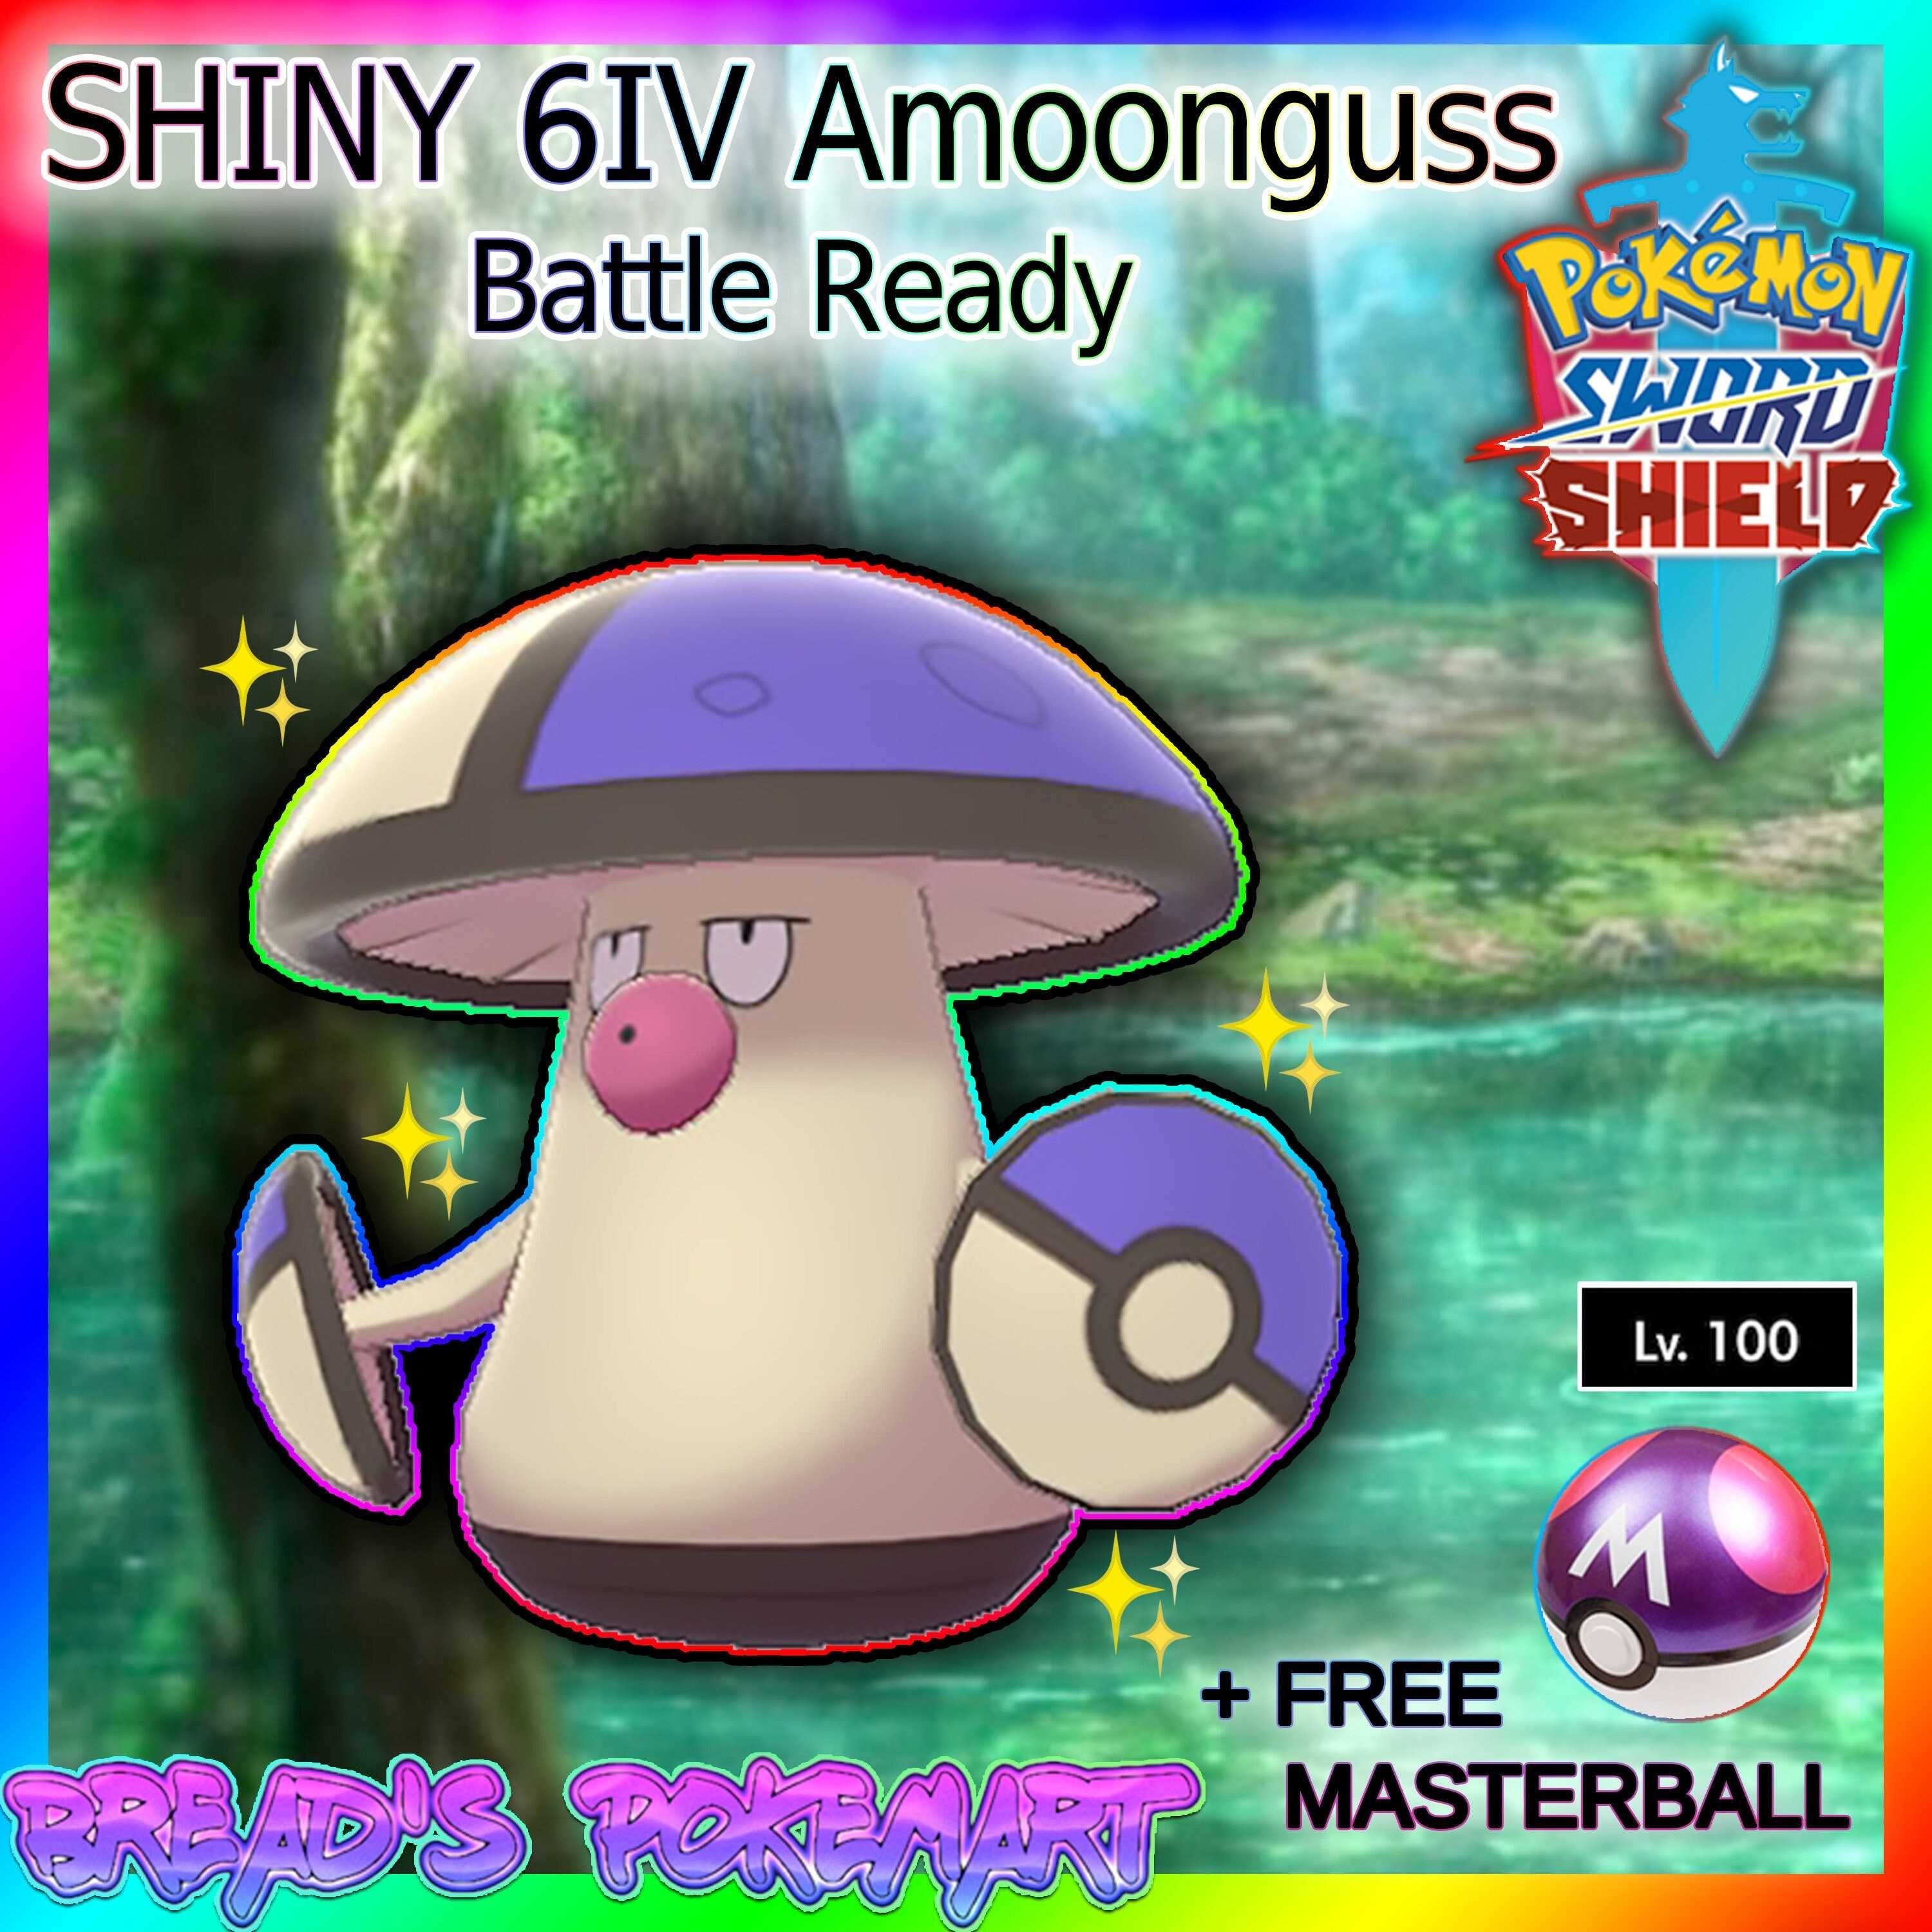 SHINY 6IV Amoonguss
Battle Ready
POKéMON
SWORD
SHIELD
Lv. 100
M
+ FREE
MASTERBALL
BREAD'S POKEMART